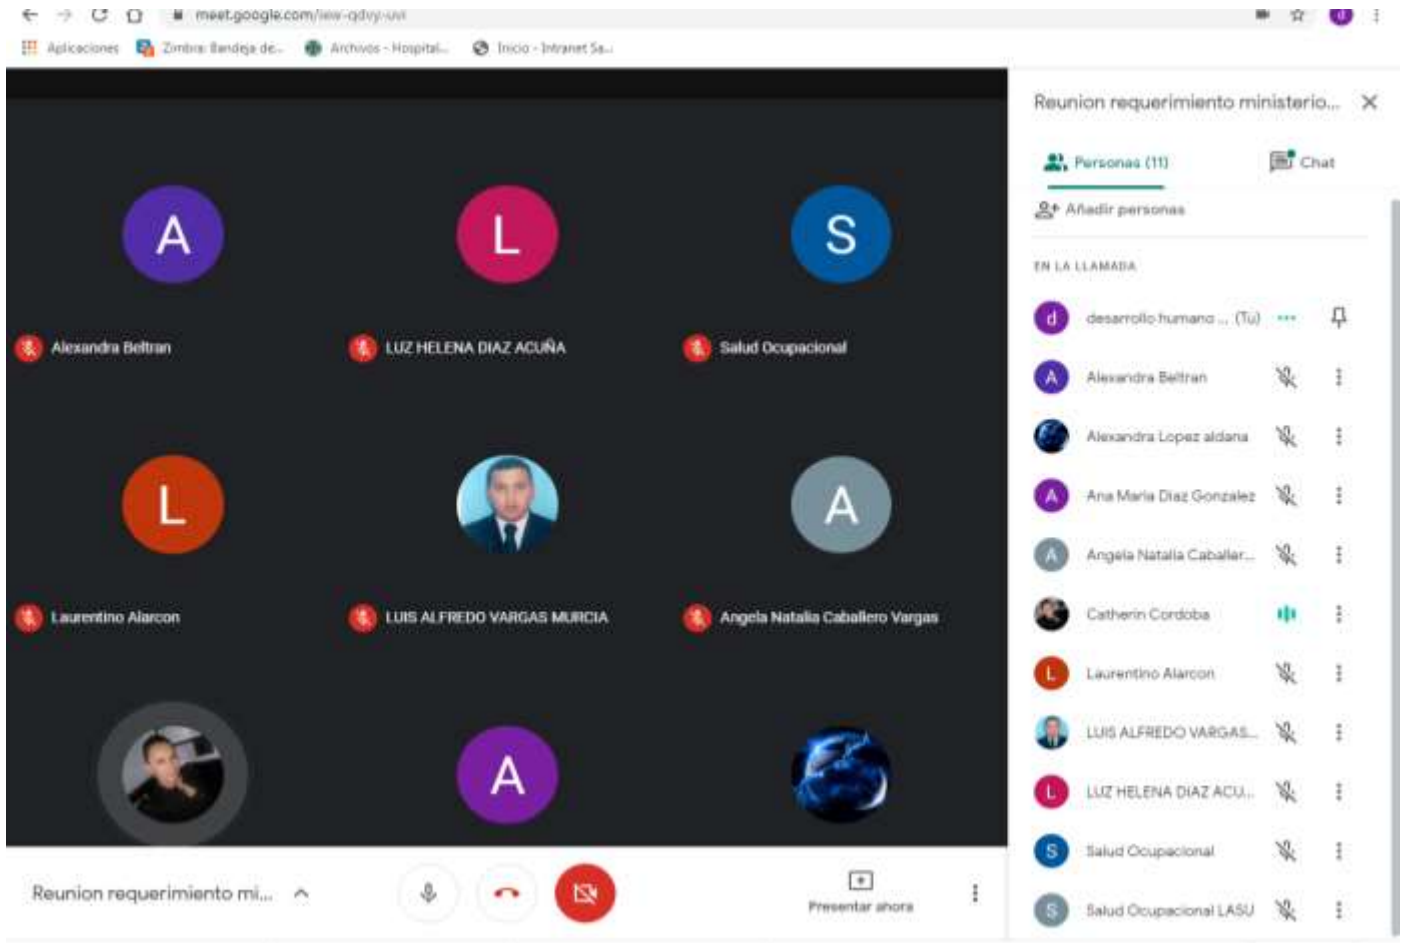 meet.google.com/iew-qdvy-uvi
d
Aplicaciones
Zimbra: Bandeja de...
Archivos - Hospital...
Inicio - Intranet Sa...
A
L
S
Alexandra Beltran
LUZ HELENA DIAZ ACUÑA
Salud Ocupacional
L
A
Laurentino Alarcon
LUIS ALFREDO VARGAS MURCIA
Angela Natalia Caballero Vargas
A
Reunion requerimiento mi...
Presentar ahora
Reunion requerimiento ministerio...
Personas (11)
Chat
Añadir personas
EN LA LLAMADA
d desarrollo humano ... (Tú)
A Alexandra Beltran
Alexandra Lopez aldana
A Ana Maria Diaz Gonzalez
A Angela Natalia Caballer...
Catherin Cordoba
L Laurentino Alarcon
LUIS ALFREDO VARGAS...
L LUZ HELENA DIAZ ACU...
S Salud Ocupacional
S Salud Ocupacional LASU